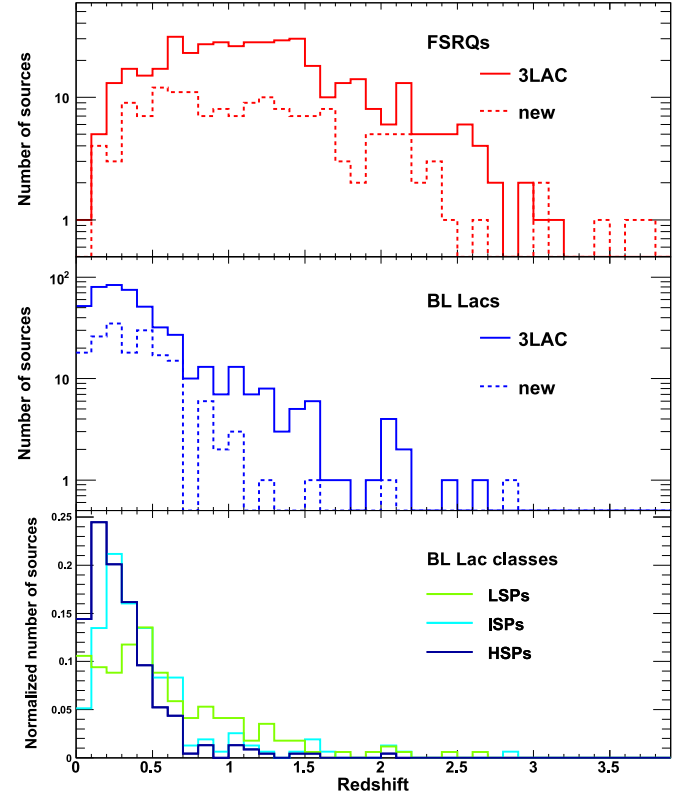 FSRQs
3LAC
new
Number of sources
10
1
BL Lacs
3LAC
new
Number of sources
10²
10
1
BL Lac classes
LSPs
ISPs
HSPs
Normalized number of sources
0.25
0.2
0.15
0.1
0.05
0
0 0.5 1 1.5 2 2.5 3 3.5
Redshift